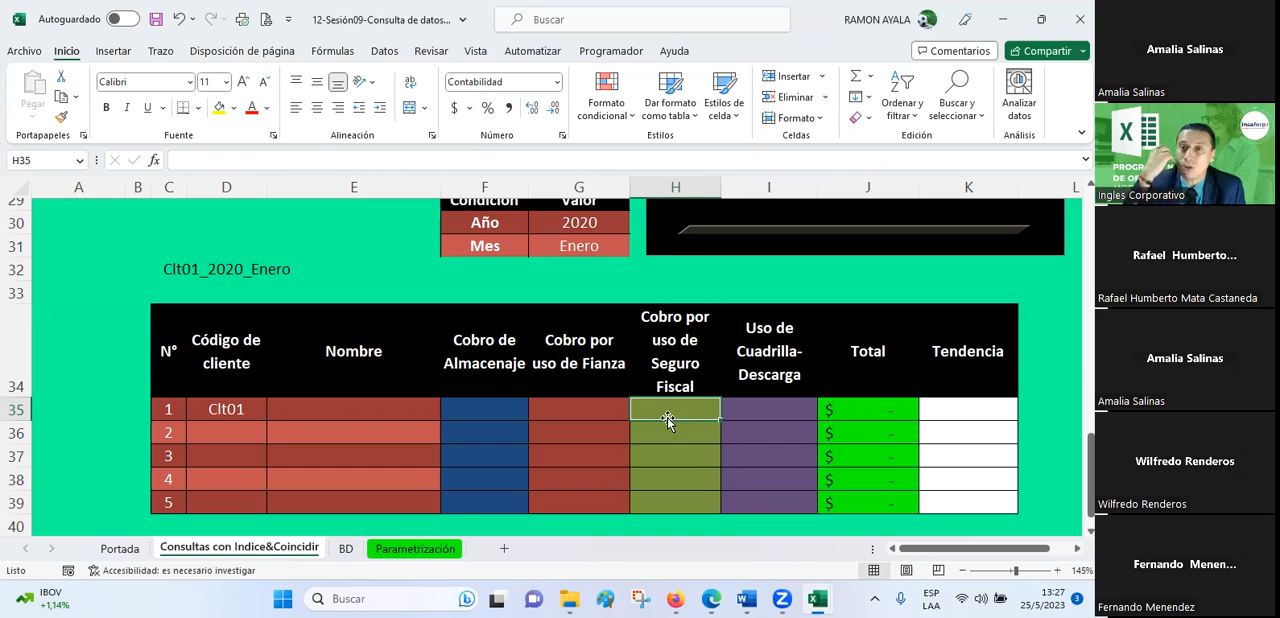 Autoguardado
12-Sesión09-Consulta de datos...
Buscar
RAMON AYALA
Archivo Inicio Insertar Trazo Disposición de página Fórmulas Datos Revisar Vista Automatizar Programador Ayuda
Comentarios
Compartir
Pegar
Portapapeles
Calibri
11
Fuente
Alineación
Contabilidad
Número
Formato
condicional
Dar formato
como tabla
Estilos de
celda
Estilos
Insertar
Eliminar
Formato
Celdas
Ordenar y
filtrar
Buscar y
seleccionar
Edición
Analizar
datos
Análisis
H35
fx
A B C D E F G H I J K L
29 Condición Valor
30 Año 2020
31 Mes Enero
32 Clt01_2020_Enero
33
34 N° Código de cliente Nombre Cobro de Almacenaje Cobro por uso de Fianza Cobro por uso de Seguro Fiscal Uso de Cuadrilla-Descarga Total Tendencia
35 1 Clt01 $ -
36 2 $ -
37 3 $ -
38 4 $ -
39 5 $ -
40
Portada Consultas con Indice&Coincidir BD Parametrización
Listo
Accesibilidad: es necesario investigar
145%
IBOV
+1,14%
Buscar
ESP
LAA
13:27
25/5/2023
3
Amalia Salinas
Amalia Salinas
Ingles Corporativo
Rafael Humberto...
Rafael Humberto Mata Castaneda
Amalia Salinas
Amalia Salinas
Wilfredo Renderos
Wilfredo Renderos
Fernando Menen...
Fernando Menendez